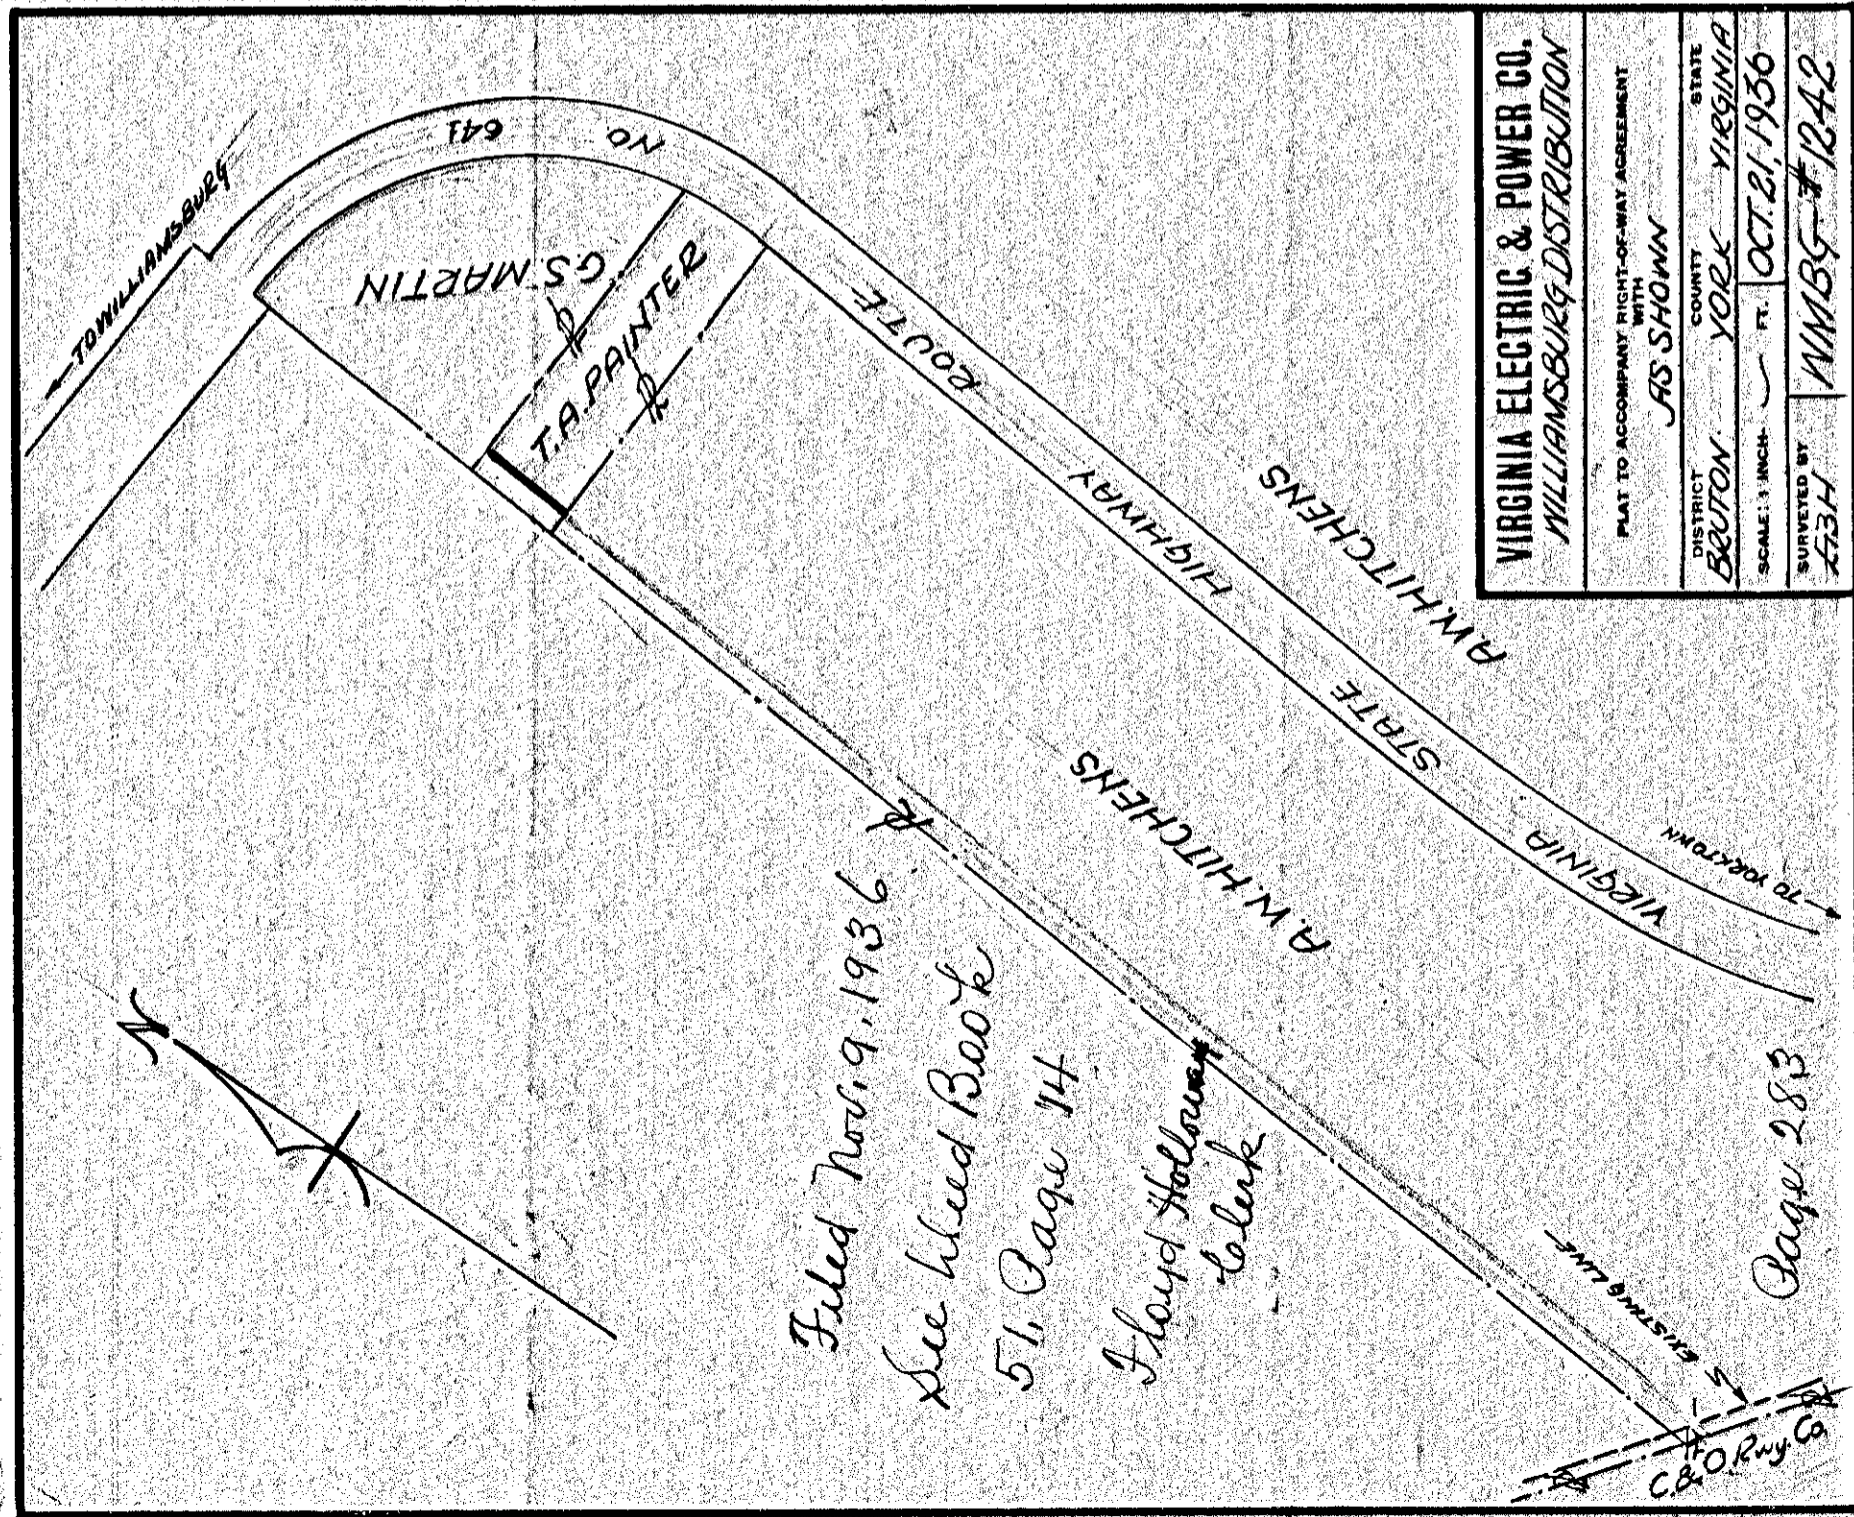 VIRGINIA ELECTRIC & POWER CO.
WILLIAMSBURG DISTRIBUTION
PLAT TO ACCOMPANY RIGHT-OF-WAY AGREEMENT
WITH
AS SHOWN
DISTRICT COUNTY STATE
BRUTON YORK VIRGINIA
SCALE: 1 INCH FT. OCT. 21, 1936
SURVEYED BY
WMBG # 1242
TO WILLIAMSBURG
NO 641
G.S. MARTIN
T.A. PAINTER
VIRGINIA STATE HIGHWAY ROUTE
A.W. HITCHENS
A.W. HITCHENS
TO YORKTOWN
N
Filed Nov. 9, 1936.
See Deed Book
51, Page 14
Floyd Holloway
Clerk
EXISTING LINE
C. & O. Rwy. Co.
Page 283